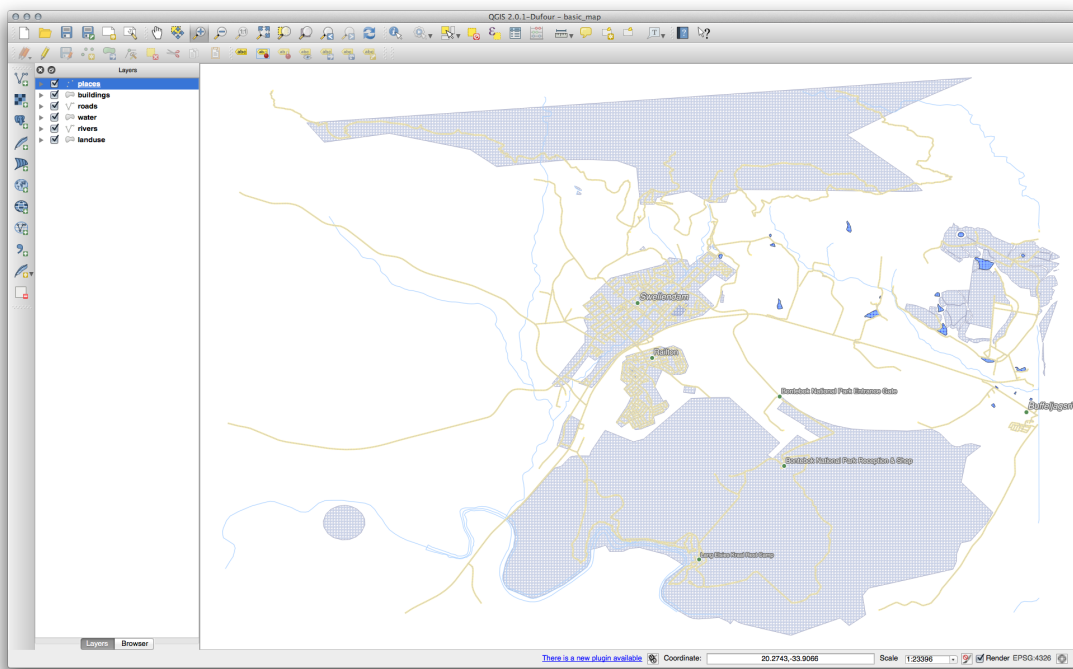 QGIS 2.0.1-Dufour – basic_map
Layers
places
buildings
roads
water
rivers
landuse
Swellendam
Railton
Bontebok National Park Entrance Gate
Buffeljagsri
Bontebok National Park Reception & Shop
Lang Elsies Kraal Rest Camp
Layers Browser
There is a new plugin available Coordinate: 20.2743,-33.9066 Scale 1:23396 Render EPSG:4326